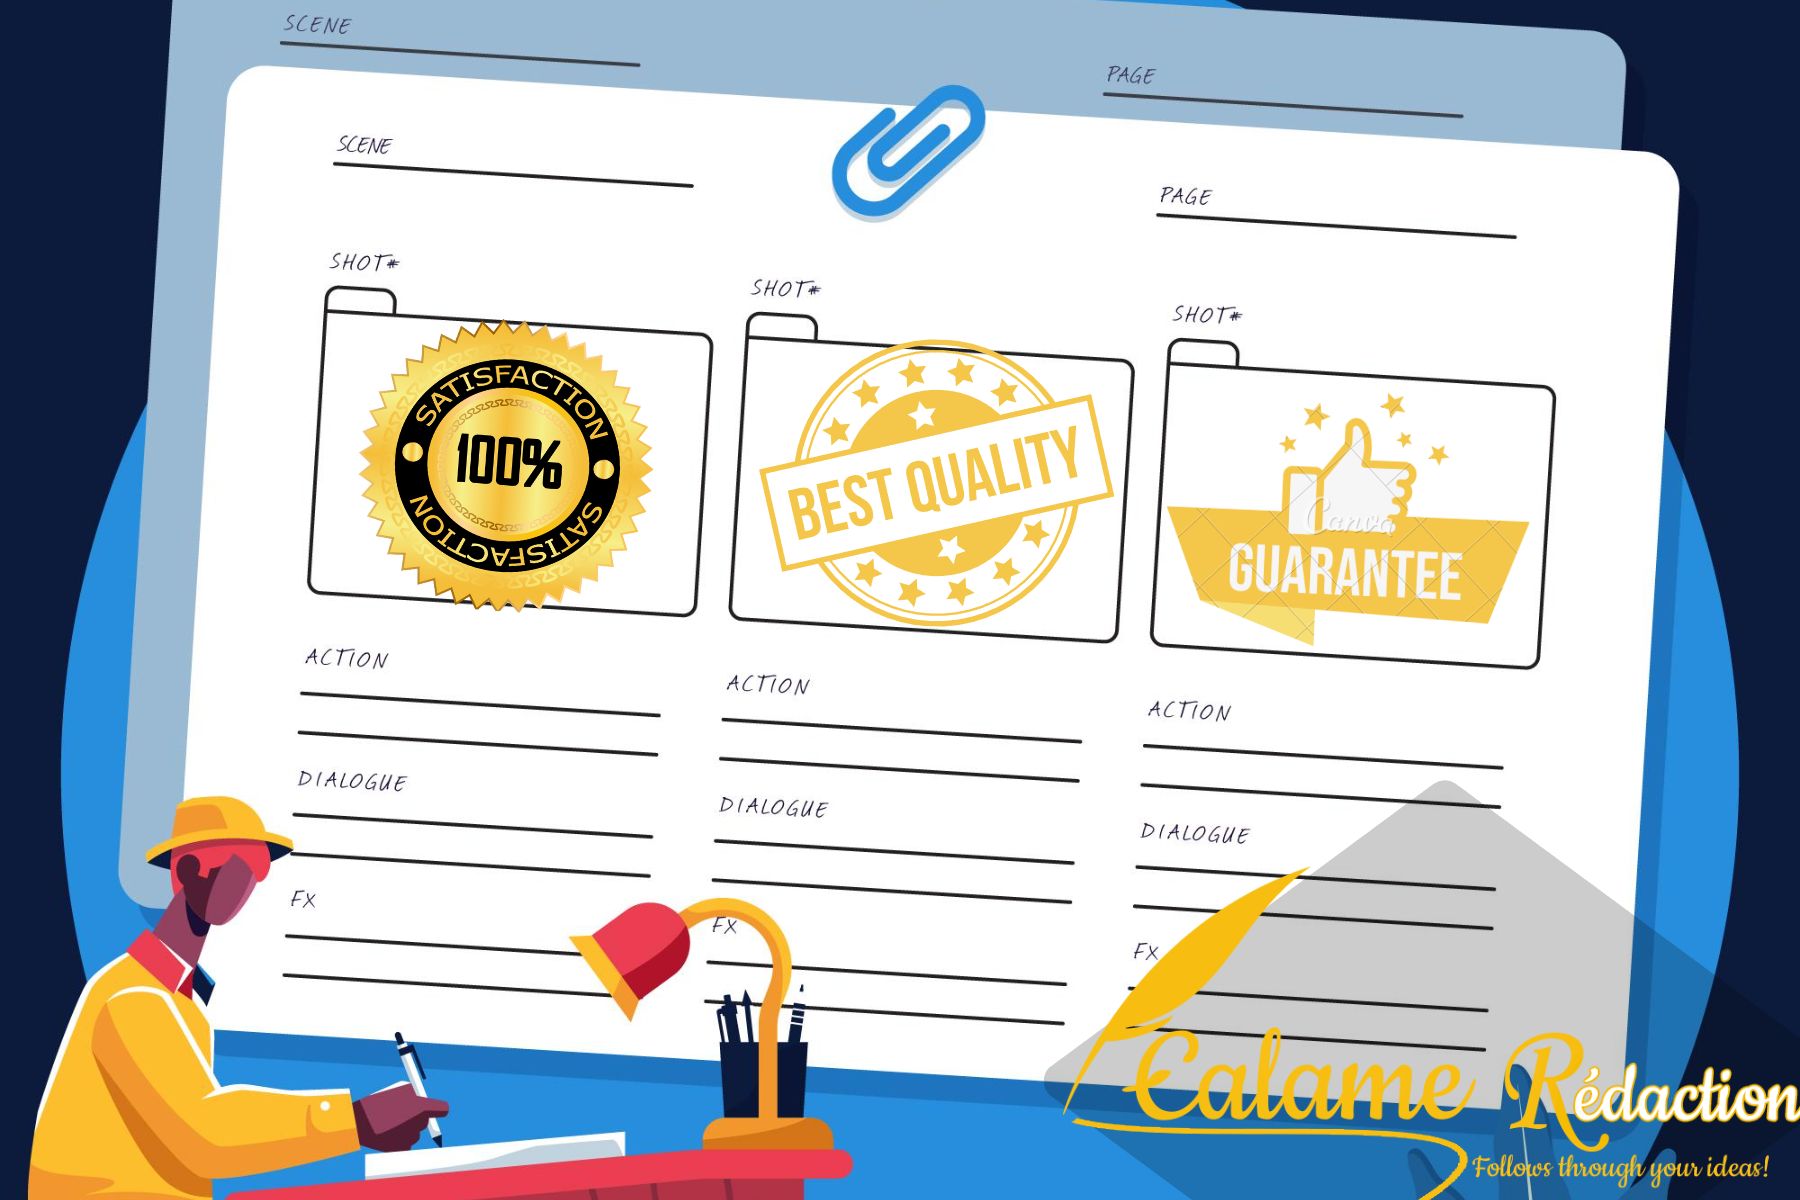 SCENE
PAGE
SCENE
PAGE
SHOT#
SHOT#
SHOT#
SATISFACTION
100%
SATISFACTION
BEST QUALITY
Canva
GUARANTEE
ACTION
ACTION
ACTION
DIALOGUE
DIALOGUE
DIALOGUE
FX
FX
FX
Calame Rédaction
Follows through your ideas!